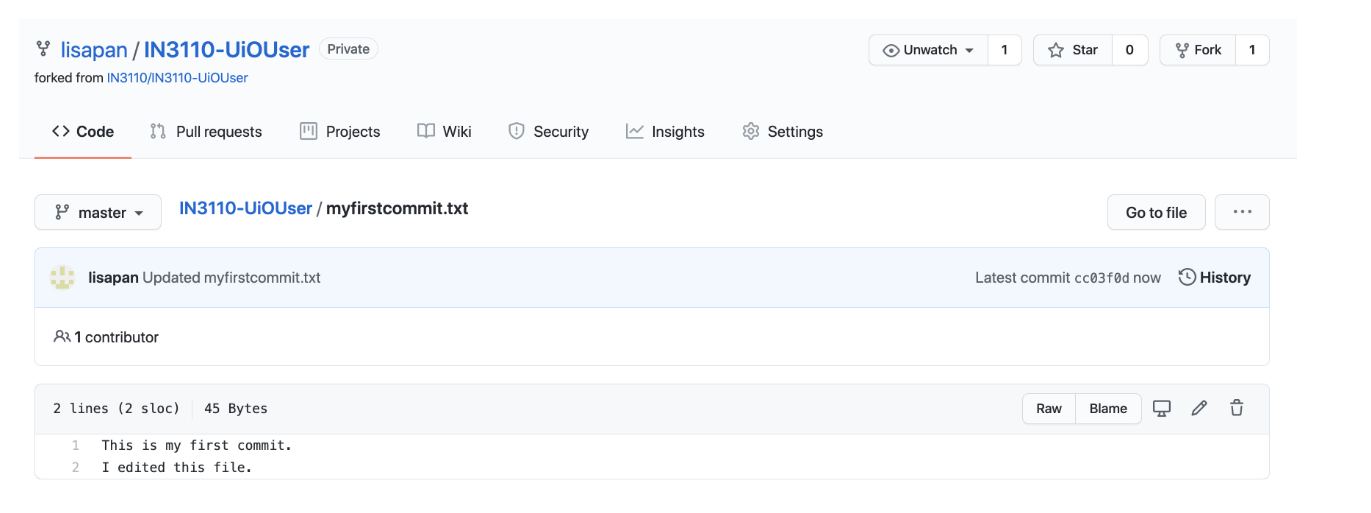 lisapan / IN3110-UiOUser Private
Unwatch 1 Star 0 Fork 1
forked from IN3110/IN3110-UiOUser
Code Pull requests Projects Wiki Security Insights Settings
master IN3110-UiOUser / myfirstcommit.txt Go to file ...
lisapan Updated myfirstcommit.txt Latest commit cc03f0d now History
1 contributor
2 lines (2 sloc) 45 Bytes Raw Blame
1 This is my first commit.
2 I edited this file.